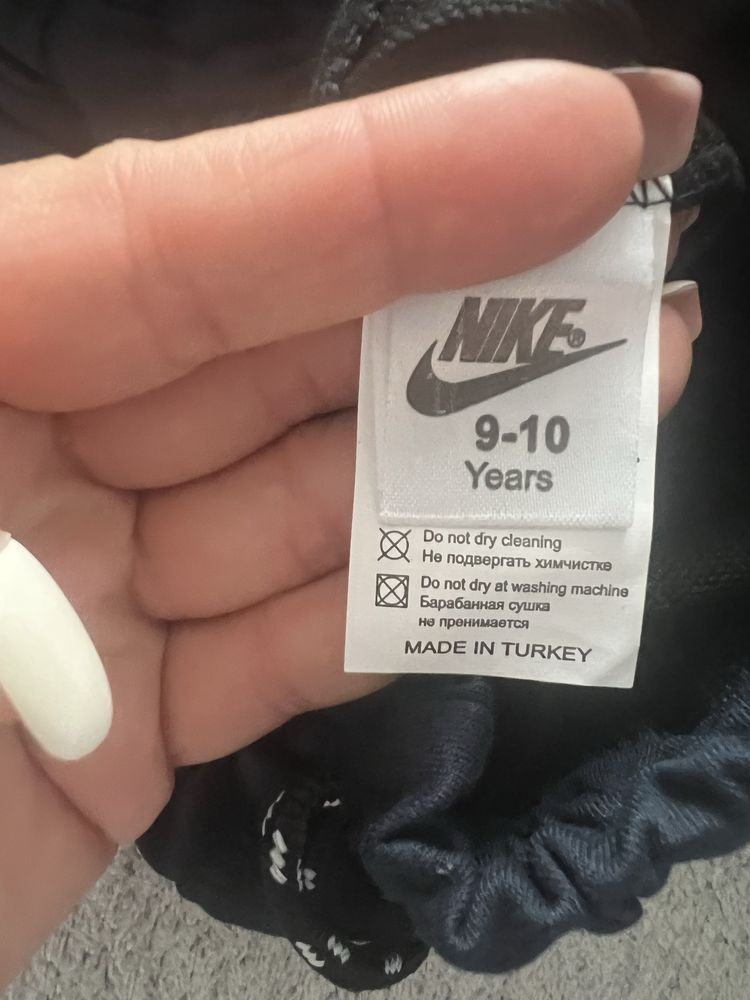 NIKE®
9-10
Years
Do not dry cleaning
Не подвергать химчистке
Do not dry at washing machine
Барабанная сушка
не пренимается
MADE IN TURKEY